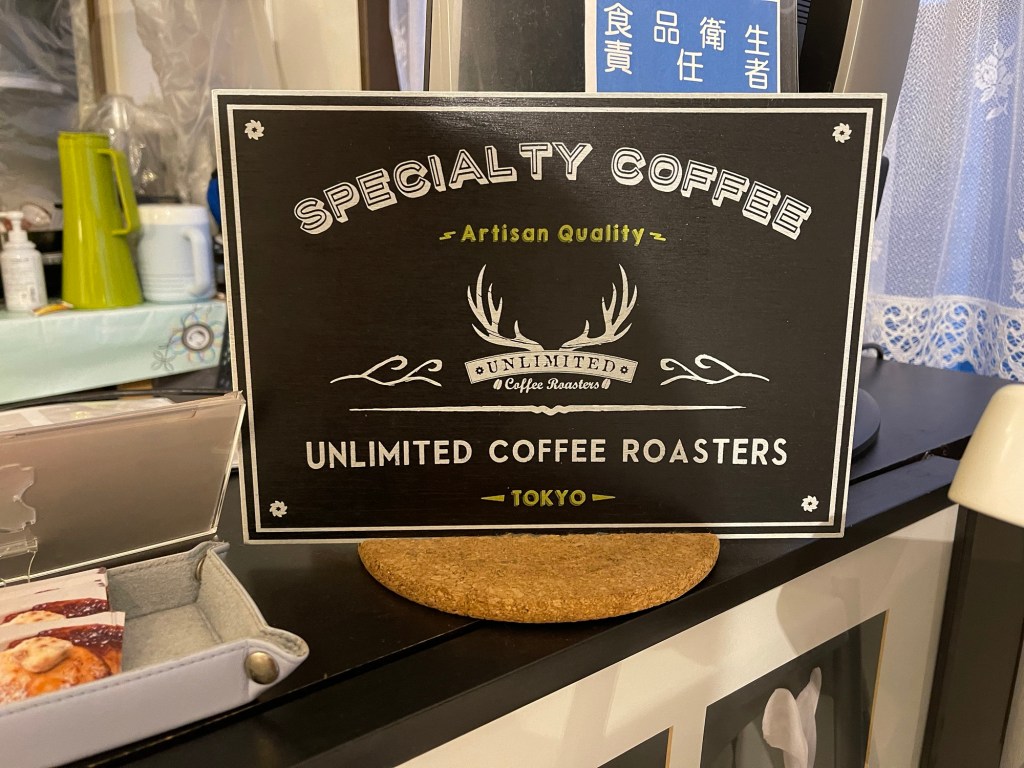 食品衛生
責任者
SPECIALTY COFFEE
Artisan Quality
UNLIMITED
Coffee Roasters
UNLIMITED COFFEE ROASTERS
TOKYO